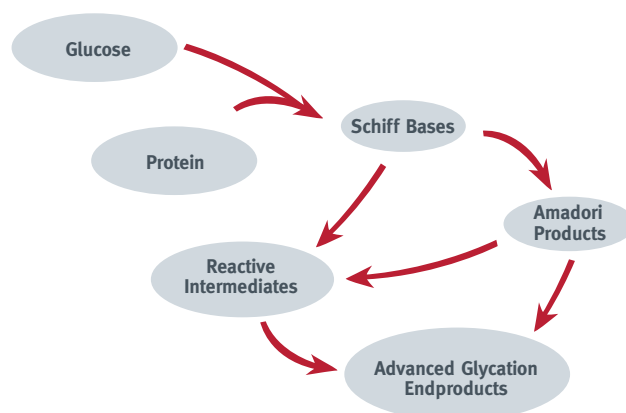 Glucose
Schiff Bases
Protein
Amadori
Products
Reactive
Intermediates
Advanced Glycation
Endproducts